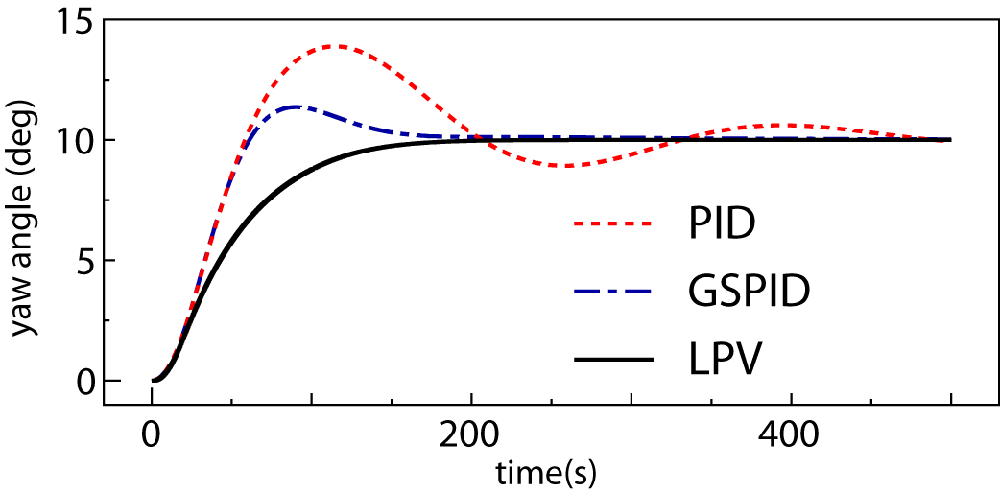 15
10
5
0
yaw angle (deg)
PID
GSPID
LPV
0
200
400
time(s)